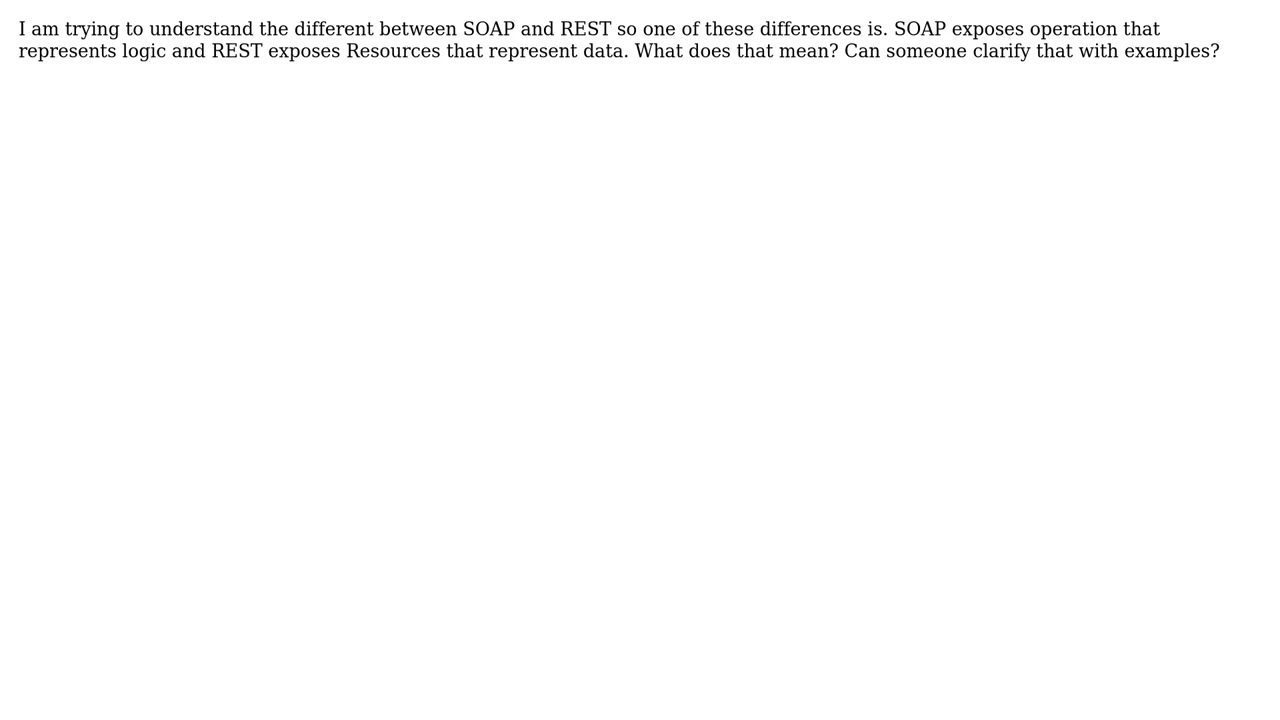 I am trying to understand the different between SOAP and REST so one of these differences is. SOAP exposes operation that
represents logic and REST exposes Resources that represent data. What does that mean? Can someone clarify that with examples?